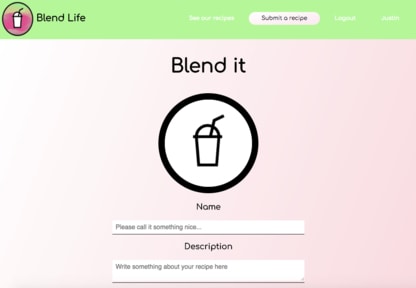 Blend Life
See our recipes
Submit a recipe
Logout
Justin
Blend it
Name
Please call it something nice...
Description
Write something about your recipe here